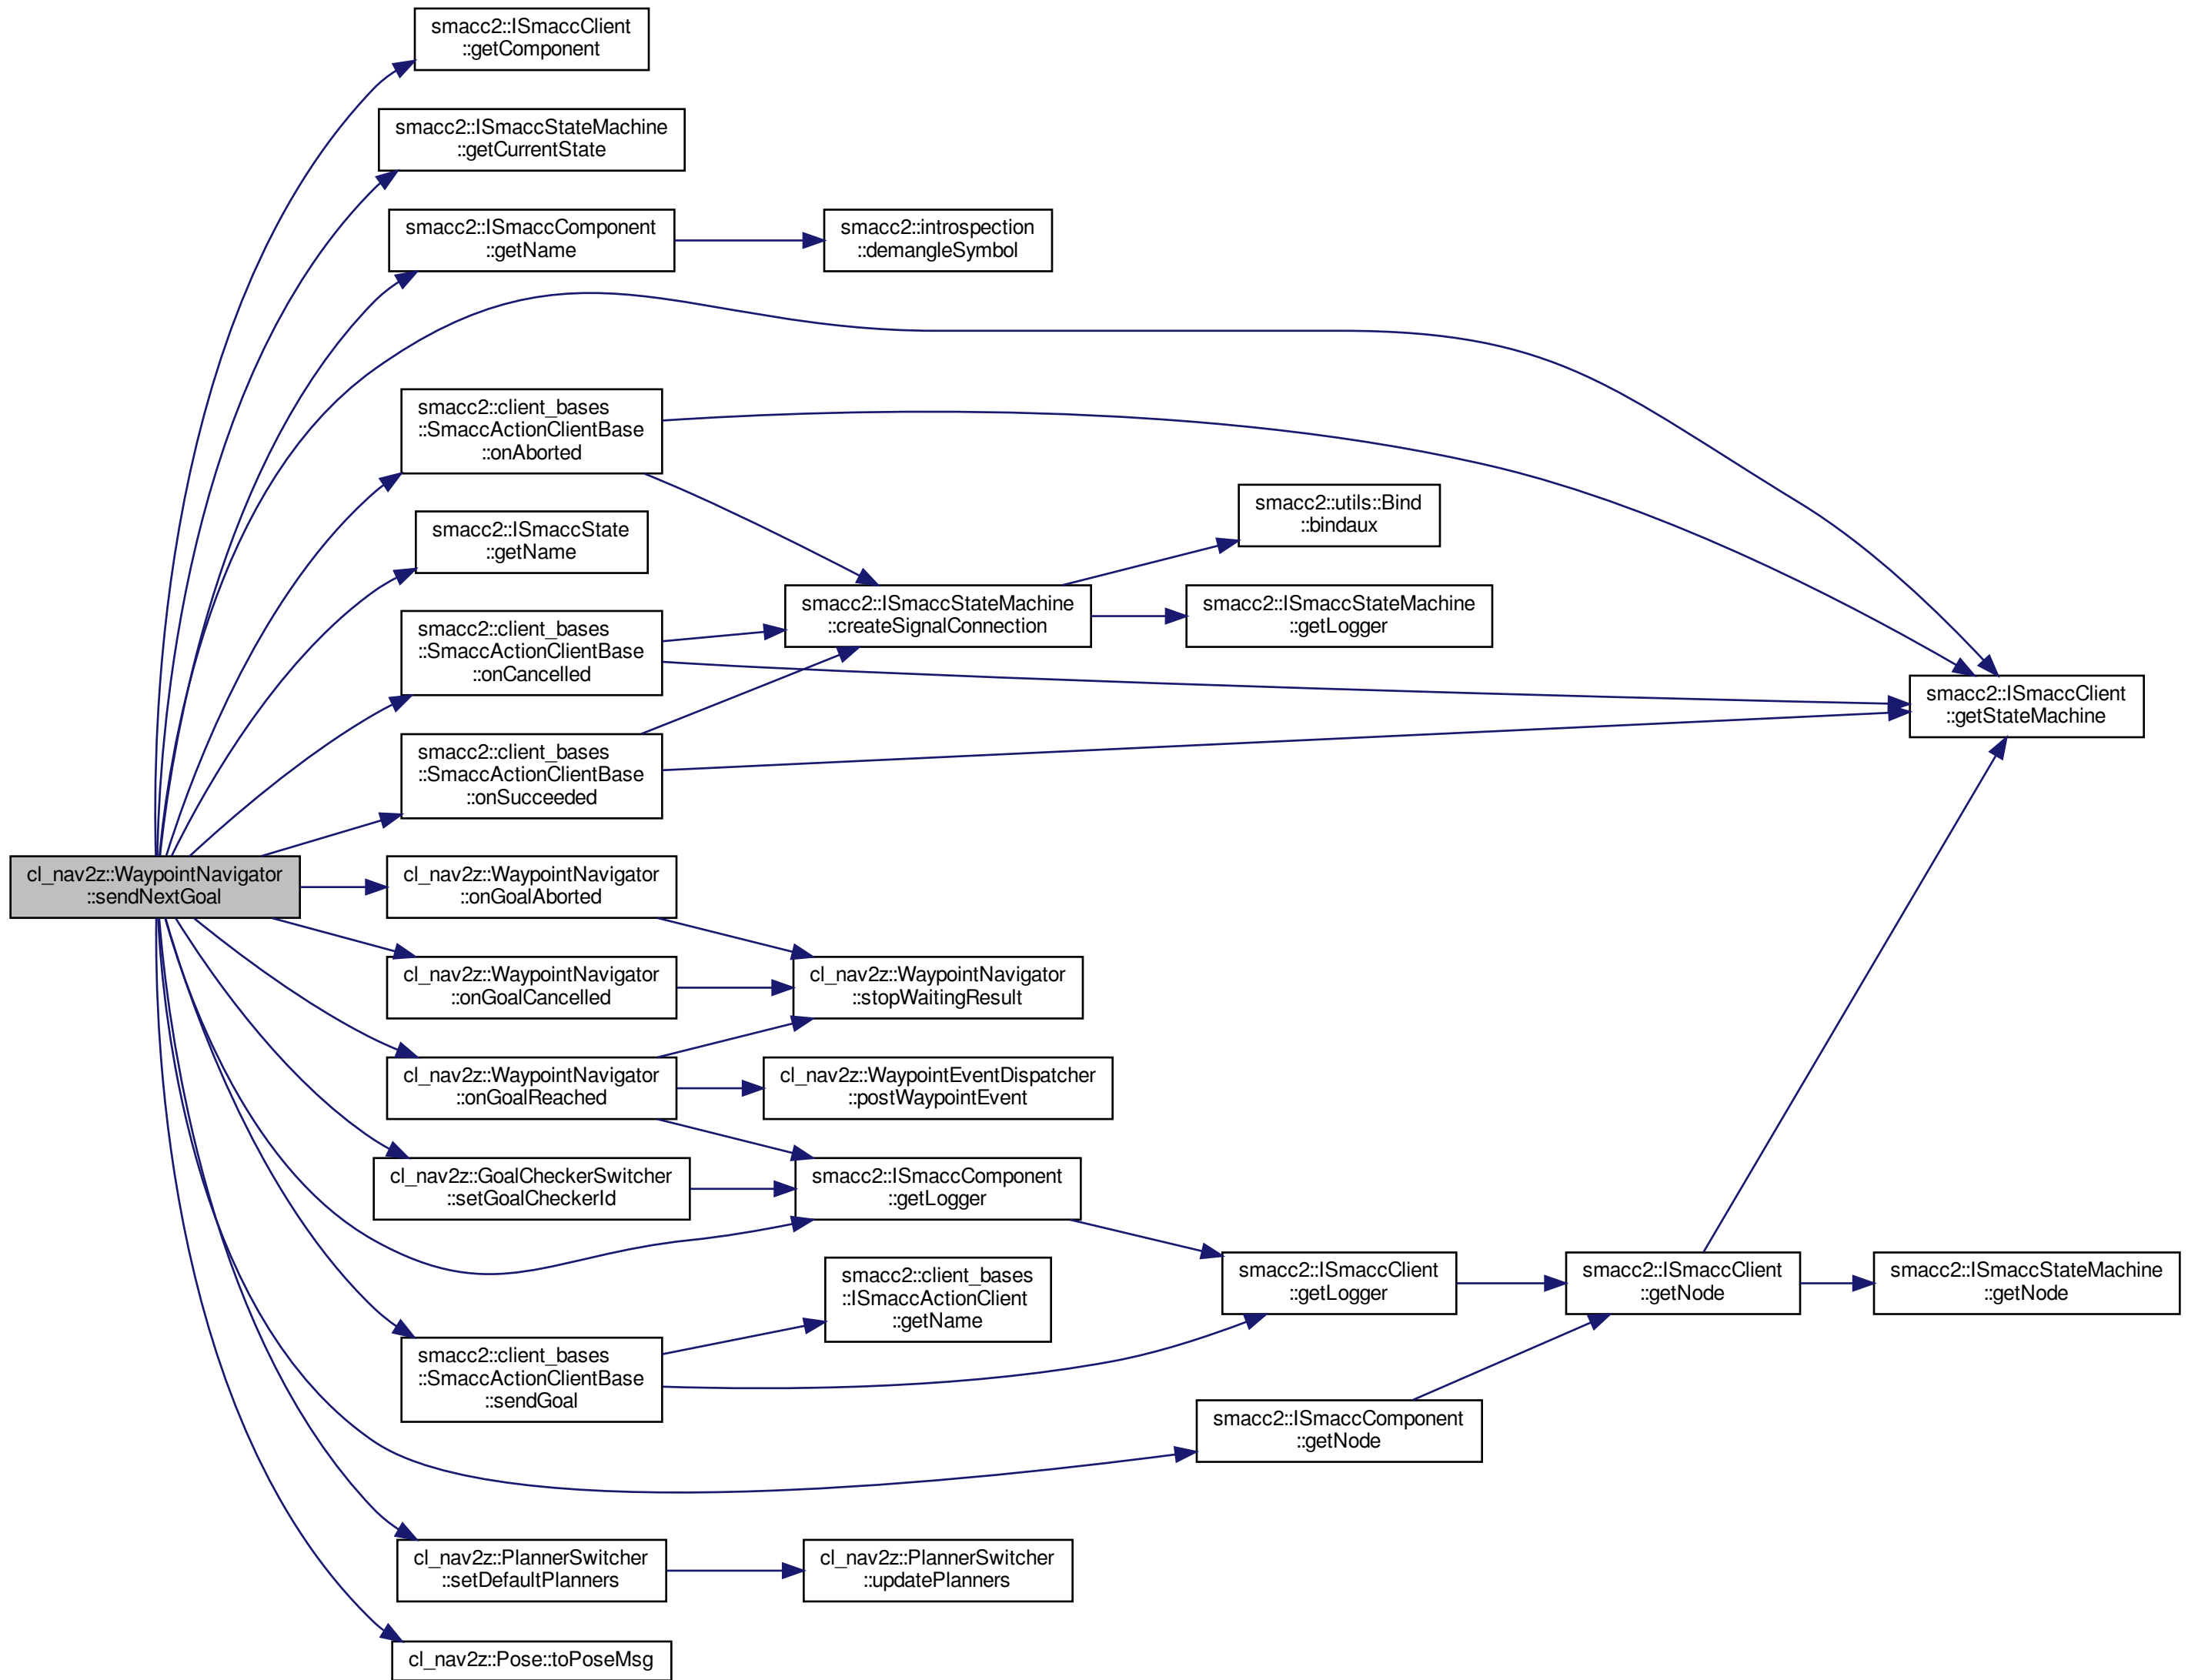 smacc2::ISmaccClient
::getComponent
smacc2::ISmaccStateMachine
::getCurrentState
smacc2::ISmaccComponent
::getName
smacc2::introspection
::demangleSymbol
smacc2::client_bases
::SmaccActionClientBase
::onAborted
smacc2::ISmaccState
::getName
smacc2::utils::Bind
::bindaux
smacc2::client_bases
::SmaccActionClientBase
::onCancelled
smacc2::ISmaccStateMachine
::createSignalConnection
smacc2::ISmaccStateMachine
::getLogger
smacc2::ISmaccClient
::getStateMachine
smacc2::client_bases
::SmaccActionClientBase
::onSucceeded
cl_nav2z::WaypointNavigator
::sendNextGoal
cl_nav2z::WaypointNavigator
::onGoalAborted
cl_nav2z::WaypointNavigator
::onGoalCancelled
cl_nav2z::WaypointNavigator
::stopWaitingResult
cl_nav2z::WaypointNavigator
::onGoalReached
cl_nav2z::WaypointEventDispatcher
::postWaypointEvent
cl_nav2z::GoalCheckerSwitcher
::setGoalCheckerId
smacc2::ISmaccComponent
::getLogger
smacc2::ISmaccClient
::getLogger
smacc2::ISmaccClient
::getNode
smacc2::ISmaccStateMachine
::getNode
smacc2::client_bases
::ISmaccActionClient
::getName
smacc2::client_bases
::SmaccActionClientBase
::sendGoal
smacc2::ISmaccComponent
::getNode
cl_nav2z::PlannerSwitcher
::setDefaultPlanners
cl_nav2z::PlannerSwitcher
::updatePlanners
cl_nav2z::Pose::toPoseMsg